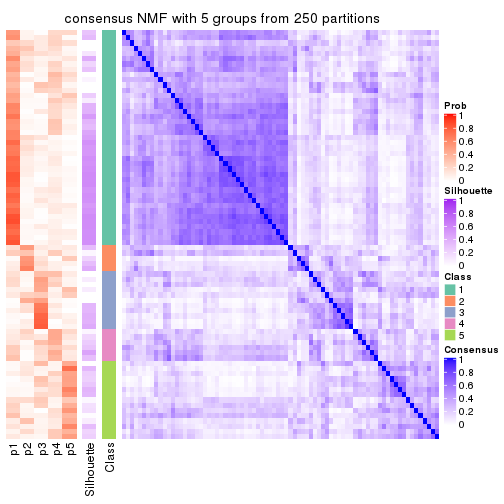 consensus NMF with 5 groups from 250 partitions
Prob
1
0.8
0.6
0.4
0.2
0
Silhouette
1
0.8
0.6
0.4
0.2
0
Class
1
2
3
4
5
Consensus
1
0.8
0.6
0.4
0.2
0
p1
p2
p3
p4
p5
Silhouette
Class